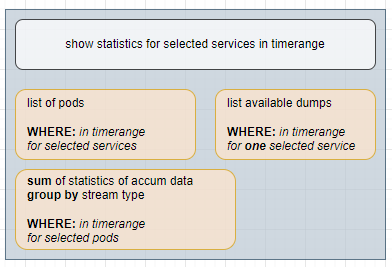 show statistics for selected services in timerange
list of pods
WHERE: in timerange
for selected services
list available dumps
WHERE: in timerange
for one selected service
sum of statistics of accum data
group by stream type
WHERE: in timerange
for selected pods